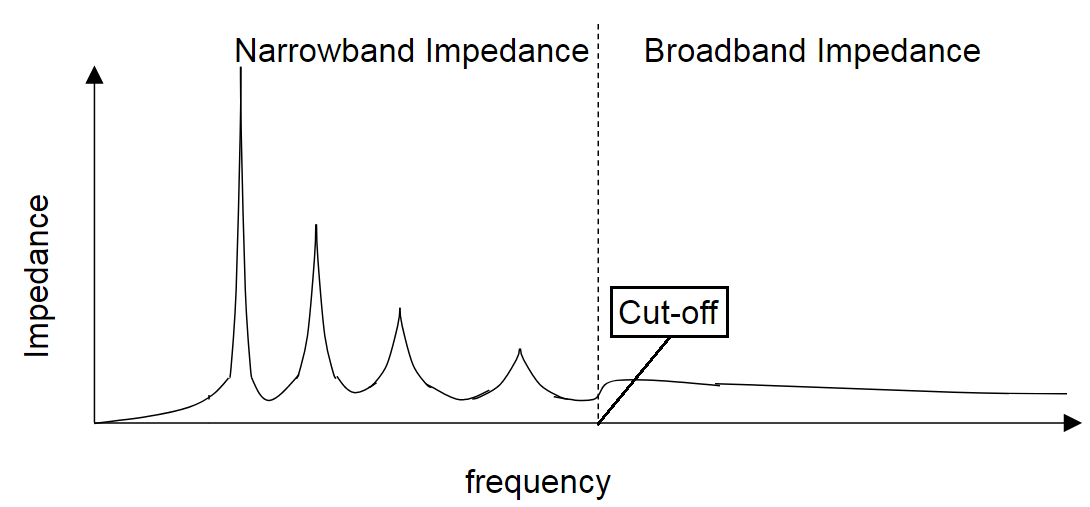 Narrowband Impedance
Broadband Impedance
Impedance
Cut-off
frequency